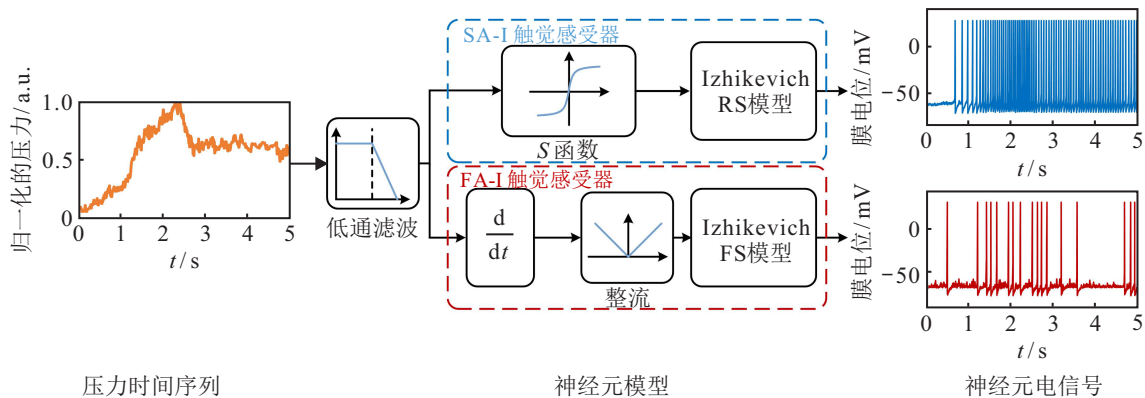 归一化的压力/a.u.
1.0
0.5
0
0 1 2 3 4 5
t/s
低通滤波
SA-I 触觉感受器
S 函数
Izhikevich
RS模型
FA-I 触觉感受器
d
dt
整流
Izhikevich
FS模型
膜电位/mV
0
−50
0 1 2 3 4 5
t/s
膜电位/mV
0
−50
0 1 2 3 4 5
t/s
压力时间序列
神经元模型
神经元电信号